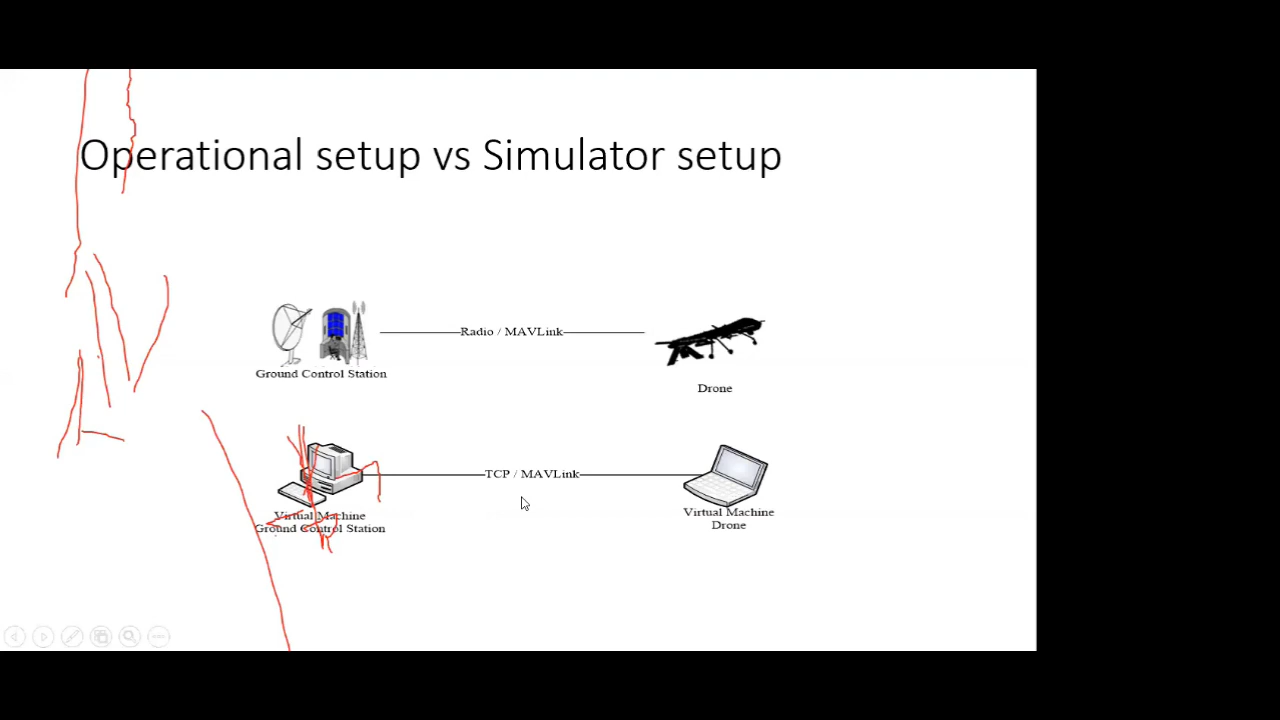 Operational setup vs Simulator setup
Radio / MAVLink
Ground Control Station
Drone
TCP / MAVLink
Virtual Machine
Ground Control Station
Virtual Machine
Drone